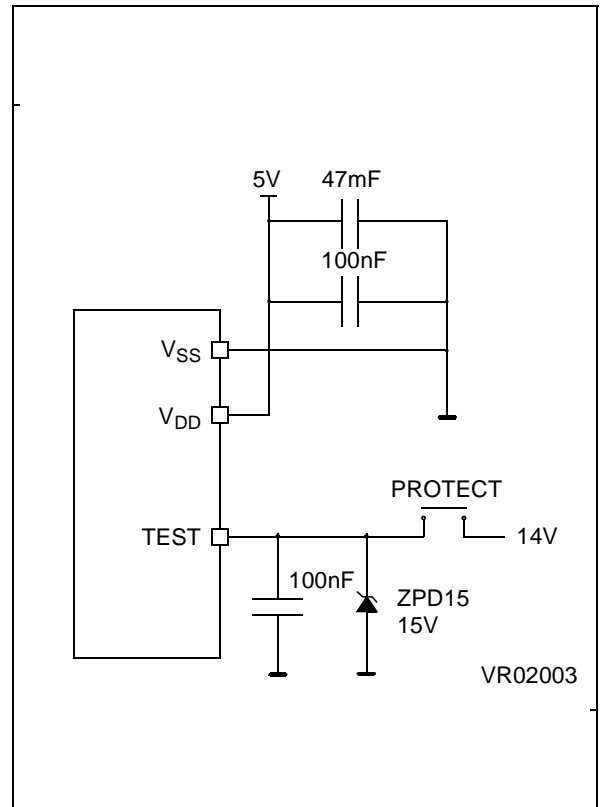 5V 47mF
100nF
VSS
VDD
PROTECT
TEST 14V
100nF ZPD15
15V
VR02003